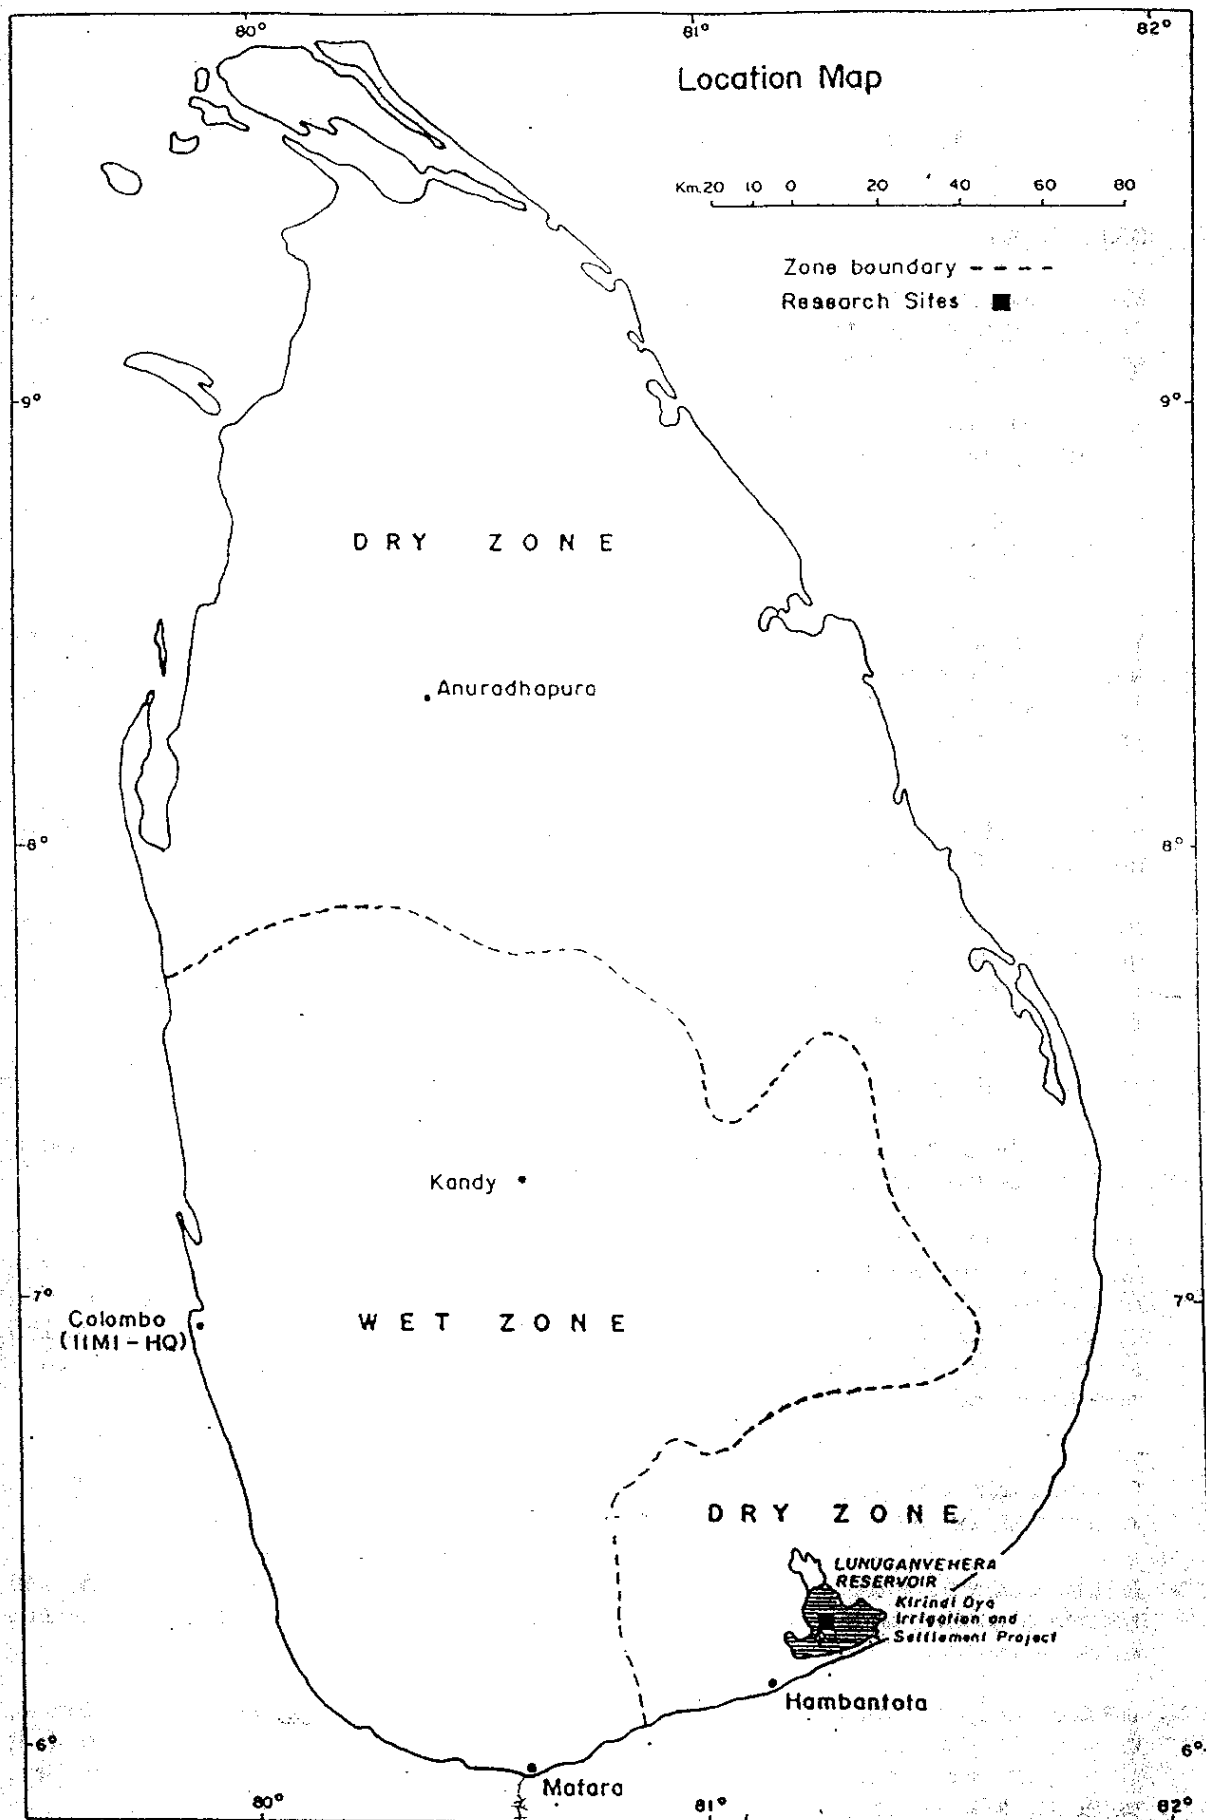 80° 81° 82°
Location Map
Km. 20 10 0 20 40 60 80
Zone boundary
Research Sites
9° 9°
DRY ZONE
Anuradhapura
8° 8°
Kandy
7° 7°
Colombo
(IIMI-HQ)
WET ZONE
DRY ZONE
LUNUGANVEHERA
RESERVOIR
Kirindi Oya
Irrigation and
Settlement Project
Hambantota
6° 6°
Matara
80° 81° 82°